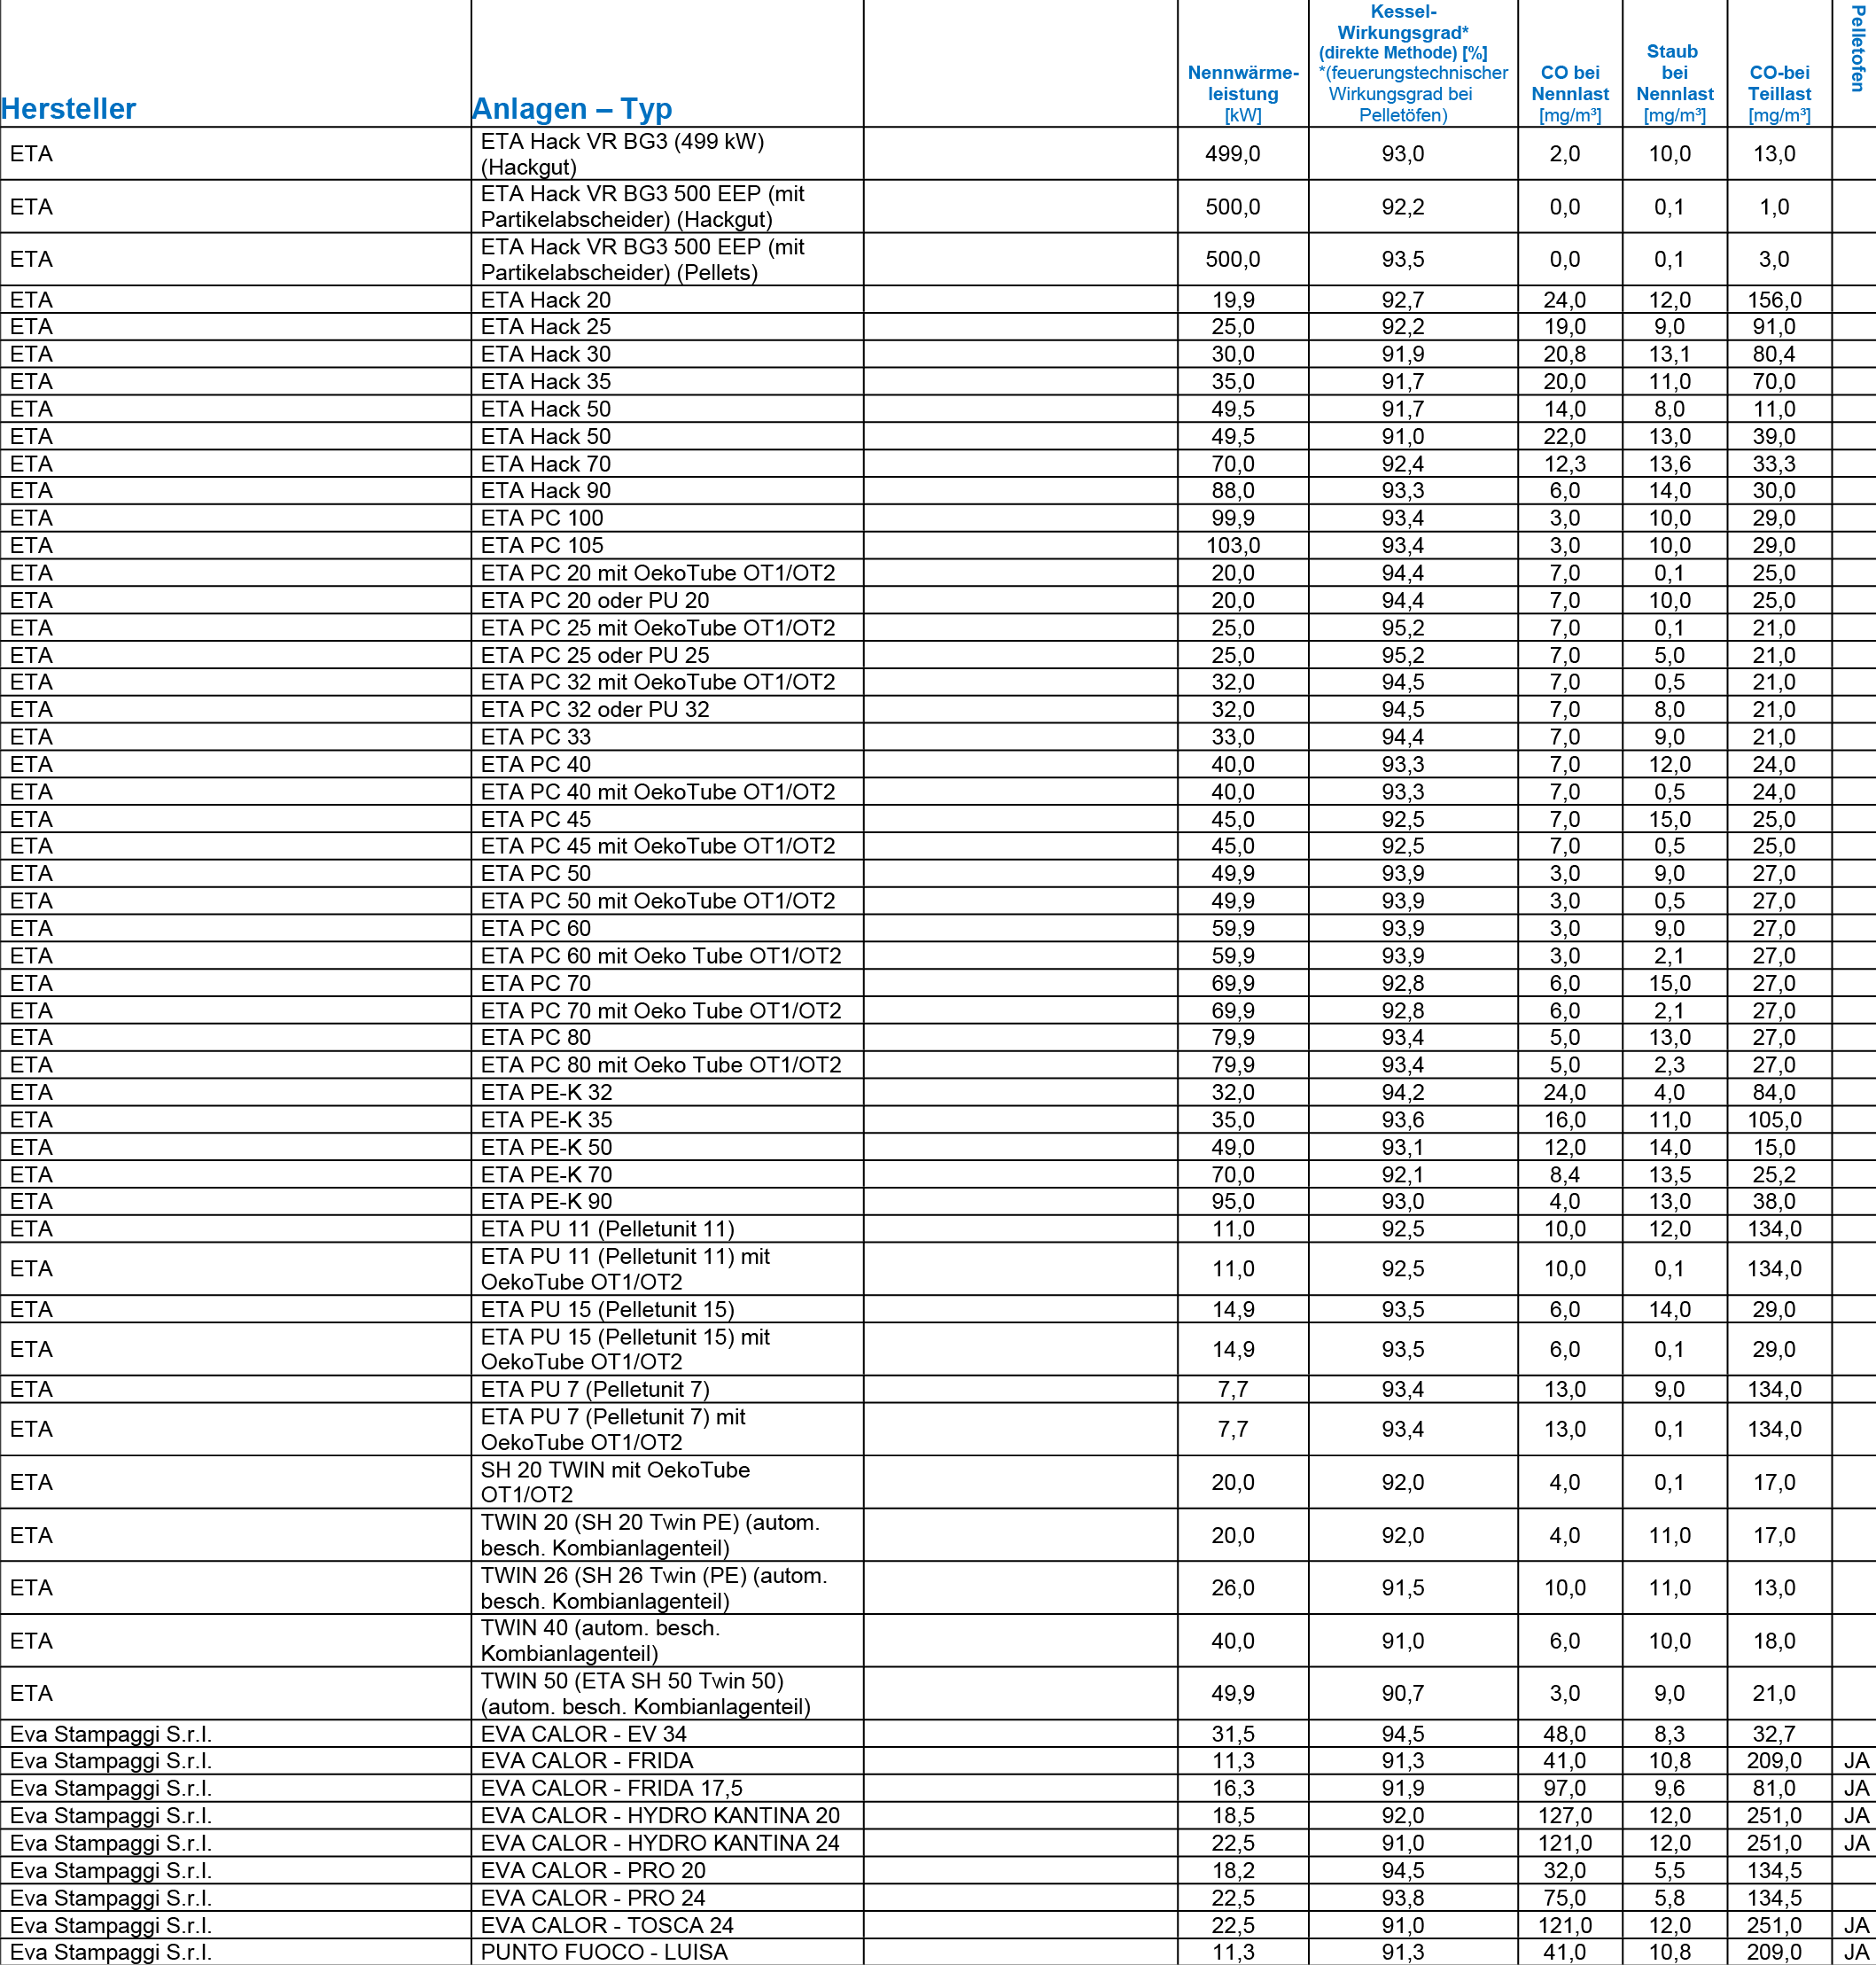 Hersteller Anlagen – Typ Nennwärme-leistung [kW] Kessel-Wirkungsgrad* (direkte Methode) [%] *(feuerungstechnischer Wirkungsgrad bei Pelletöfen) CO bei Nennlast [mg/m³] Staub bei Nennlast [mg/m³] CO-bei Teillast [mg/m³] Pelletofen
ETA ETA Hack VR BG3 (499 kW) (Hackgut) 499,0 93,0 2,0 10,0 13,0
ETA ETA Hack VR BG3 500 EEP (mit Partikelabscheider) (Hackgut) 500,0 92,2 0,0 0,1 1,0
ETA ETA Hack VR BG3 500 EEP (mit Partikelabscheider) (Pellets) 500,0 93,5 0,0 0,1 3,0
ETA ETA Hack 20 19,9 92,7 24,0 12,0 156,0
ETA ETA Hack 25 25,0 92,2 19,0 9,0 91,0
ETA ETA Hack 30 30,0 91,9 20,8 13,1 80,4
ETA ETA Hack 35 35,0 91,7 20,0 11,0 70,0
ETA ETA Hack 50 49,5 91,7 14,0 8,0 11,0
ETA ETA Hack 50 49,5 91,0 22,0 13,0 39,0
ETA ETA Hack 70 70,0 92,4 12,3 13,6 33,3
ETA ETA Hack 90 88,0 93,3 6,0 14,0 30,0
ETA ETA PC 100 99,9 93,4 3,0 10,0 29,0
ETA ETA PC 105 103,0 93,4 3,0 10,0 29,0
ETA ETA PC 20 mit OekoTube OT1/OT2 20,0 94,4 7,0 0,1 25,0
ETA ETA PC 20 oder PU 20 20,0 94,4 7,0 10,0 25,0
ETA ETA PC 25 mit OekoTube OT1/OT2 25,0 95,2 7,0 0,1 21,0
ETA ETA PC 25 oder PU 25 25,0 95,2 7,0 5,0 21,0
ETA ETA PC 32 mit OekoTube OT1/OT2 32,0 94,5 7,0 0,5 21,0
ETA ETA PC 32 oder PU 32 32,0 94,5 7,0 8,0 21,0
ETA ETA PC 33 33,0 94,4 7,0 9,0 21,0
ETA ETA PC 40 40,0 93,3 7,0 12,0 24,0
ETA ETA PC 40 mit OekoTube OT1/OT2 40,0 93,3 7,0 0,5 24,0
ETA ETA PC 45 45,0 92,5 7,0 15,0 25,0
ETA ETA PC 45 mit OekoTube OT1/OT2 45,0 92,5 7,0 0,5 25,0
ETA ETA PC 50 49,9 93,9 3,0 9,0 27,0
ETA ETA PC 50 mit OekoTube OT1/OT2 49,9 93,9 3,0 0,5 27,0
ETA ETA PC 60 59,9 93,9 3,0 9,0 27,0
ETA ETA PC 60 mit Oeko Tube OT1/OT2 59,9 93,9 3,0 2,1 27,0
ETA ETA PC 70 69,9 92,8 6,0 15,0 27,0
ETA ETA PC 70 mit Oeko Tube OT1/OT2 69,9 92,8 6,0 2,1 27,0
ETA ETA PC 80 79,9 93,4 5,0 13,0 27,0
ETA ETA PC 80 mit Oeko Tube OT1/OT2 79,9 93,4 5,0 2,3 27,0
ETA ETA PE-K 32 32,0 94,2 24,0 4,0 84,0
ETA ETA PE-K 35 35,0 93,6 16,0 11,0 105,0
ETA ETA PE-K 50 49,0 93,1 12,0 14,0 15,0
ETA ETA PE-K 70 70,0 92,1 8,4 13,5 25,2
ETA ETA PE-K 90 95,0 93,0 4,0 13,0 38,0
ETA ETA PU 11 (Pelletunit 11) 11,0 92,5 10,0 12,0 134,0
ETA ETA PU 11 (Pelletunit 11) mit OekoTube OT1/OT2 11,0 92,5 10,0 0,1 134,0
ETA ETA PU 15 (Pelletunit 15) 14,9 93,5 6,0 14,0 29,0
ETA ETA PU 15 (Pelletunit 15) mit OekoTube OT1/OT2 14,9 93,5 6,0 0,1 29,0
ETA ETA PU 7 (Pelletunit 7) 7,7 93,4 13,0 9,0 134,0
ETA ETA PU 7 (Pelletunit 7) mit OekoTube OT1/OT2 7,7 93,4 13,0 0,1 134,0
ETA SH 20 TWIN mit OekoTube OT1/OT2 20,0 92,0 4,0 0,1 17,0
ETA TWIN 20 (SH 20 Twin PE) (autom. besch. Kombianlagenteil) 20,0 92,0 4,0 11,0 17,0
ETA TWIN 26 (SH 26 Twin (PE) (autom. besch. Kombianlagenteil) 26,0 91,5 10,0 11,0 13,0
ETA TWIN 40 (autom. besch. Kombianlagenteil) 40,0 91,0 6,0 10,0 18,0
ETA TWIN 50 (ETA SH 50 Twin 50) (autom. besch. Kombianlagenteil) 49,9 90,7 3,0 9,0 21,0
Eva Stampaggi S.r.l. EVA CALOR - EV 34 31,5 94,5 48,0 8,3 32,7
Eva Stampaggi S.r.l. EVA CALOR - FRIDA 11,3 91,3 41,0 10,8 209,0 JA
Eva Stampaggi S.r.l. EVA CALOR - FRIDA 17,5 16,3 91,9 97,0 9,6 81,0 JA
Eva Stampaggi S.r.l. EVA CALOR - HYDRO KANTINA 20 18,5 92,0 127,0 12,0 251,0 JA
Eva Stampaggi S.r.l. EVA CALOR - HYDRO KANTINA 24 22,5 91,0 121,0 12,0 251,0 JA
Eva Stampaggi S.r.l. EVA CALOR - PRO 20 18,2 94,5 32,0 5,5 134,5
Eva Stampaggi S.r.l. EVA CALOR - PRO 24 22,5 93,8 75,0 5,8 134,5
Eva Stampaggi S.r.l. EVA CALOR - TOSCA 24 22,5 91,0 121,0 12,0 251,0 JA
Eva Stampaggi S.r.l. PUNTO FUOCO - LUISA 11,3 91,3 41,0 10,8 209,0 JA